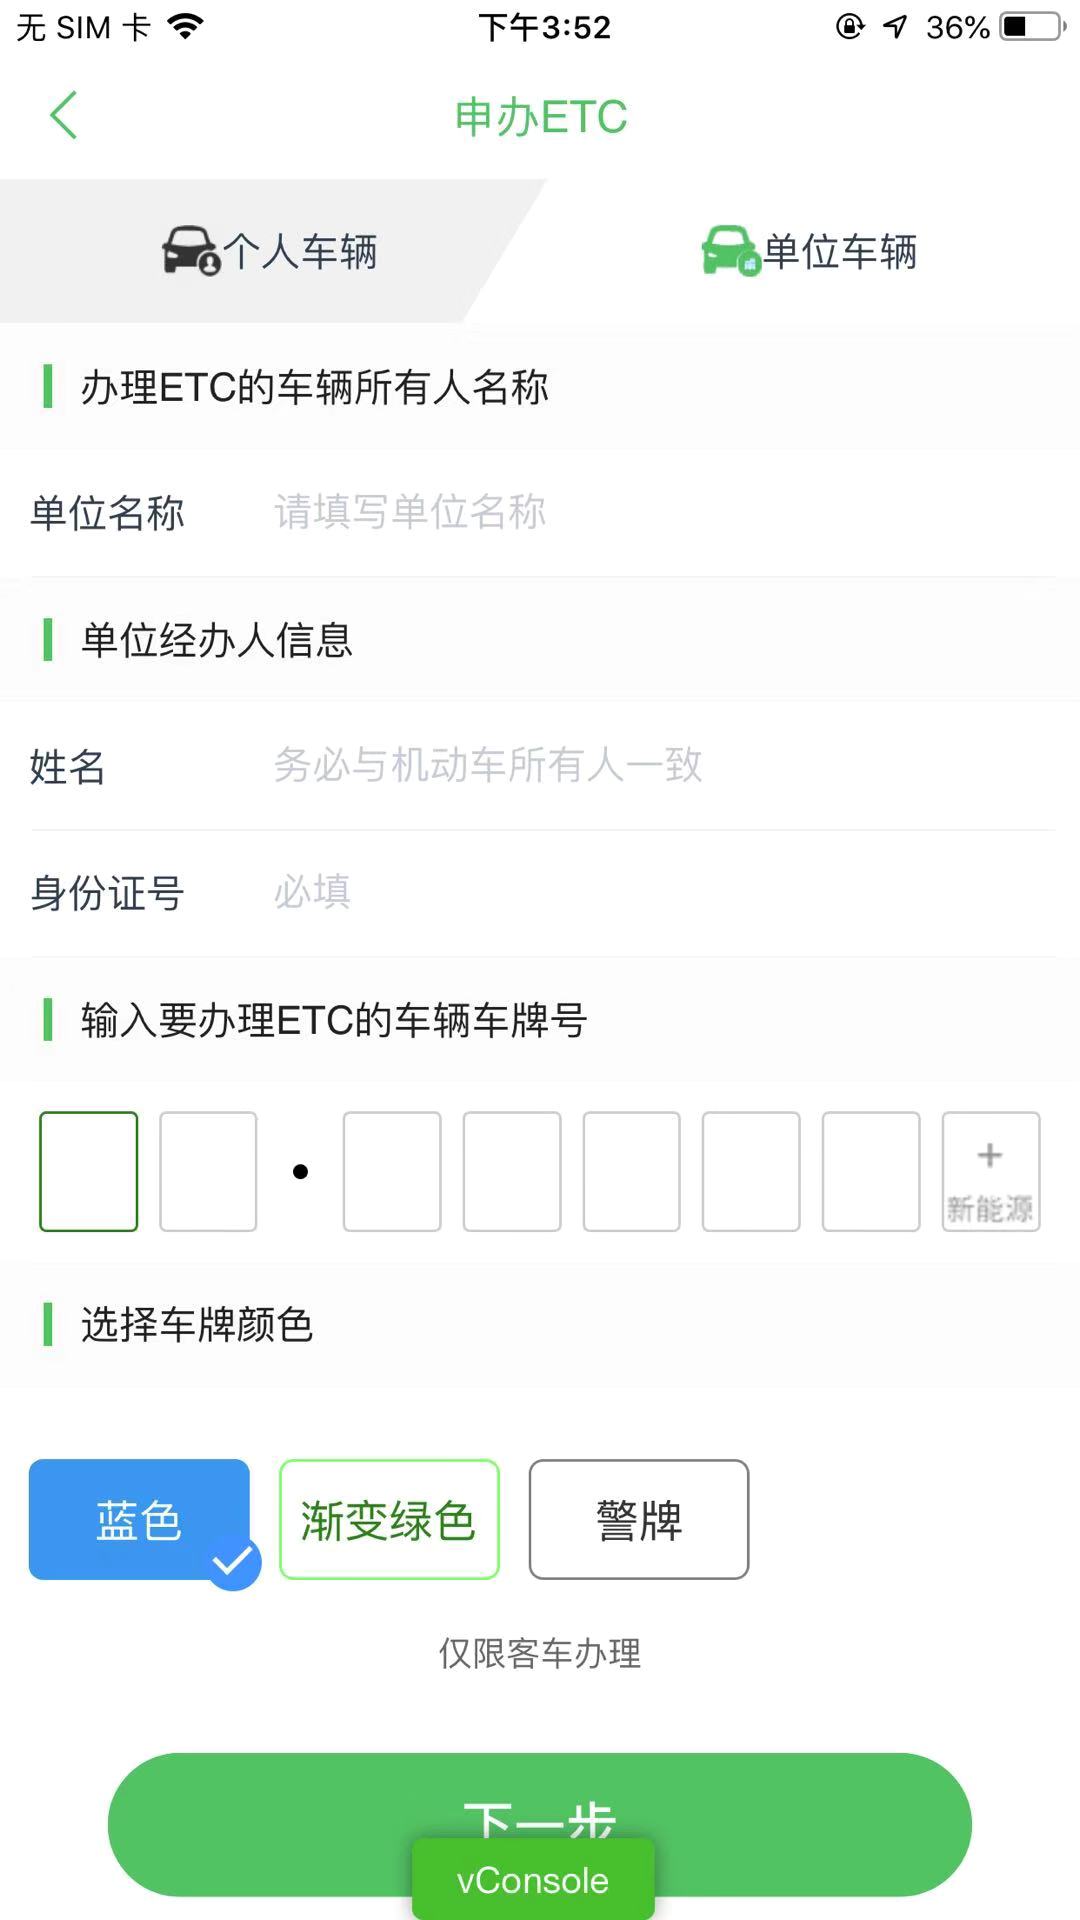 无 SIM 卡 下午3:52 36%
申办ETC
个人车辆 单位车辆
办理ETC的车辆所有人名称
单位名称 请填写单位名称
单位经办人信息
姓名 务必与机动车所有人一致
身份证号 必填
输入要办理ETC的车辆车牌号
+
新能源
选择车牌颜色
蓝色 渐变绿色 警牌
仅限客车办理
下一步
vConsole